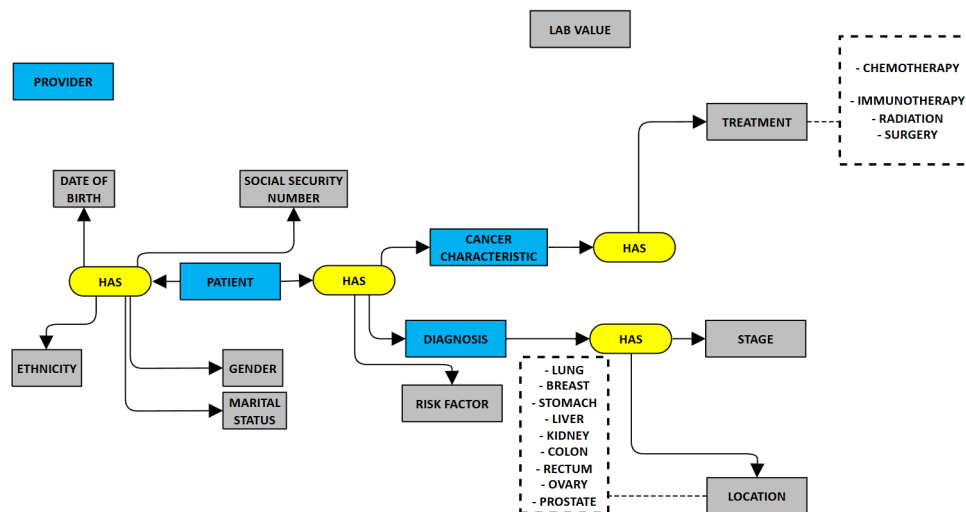 LAB VALUE
PROVIDER
- CHEMOTHERAPY
- IMMUNOTHERAPY
- RADIATION
- SURGERY
TREATMENT
DATE OF
BIRTH
SOCIAL SECURITY
NUMBER
CANCER
CHARACTERISTIC
HAS
HAS
PATIENT
HAS
DIAGNOSIS
HAS
STAGE
ETHNICITY
GENDER
MARITAL
STATUS
RISK FACTOR
- LUNG
- BREAST
- STOMACH
- LIVER
- KIDNEY
- COLON
- RECTUM
- OVARY
- PROSTATE
LOCATION